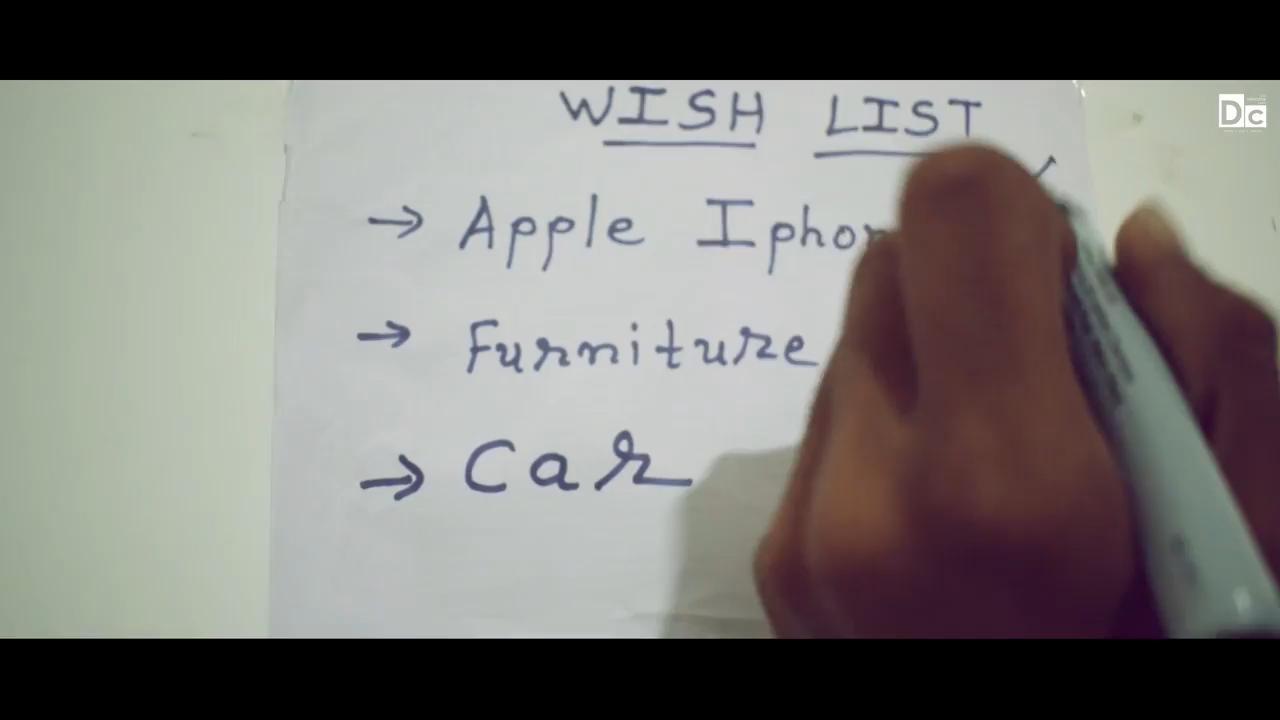 WISH LIST
→ Apple Ipho
→ Furniture
→ Car
Dc